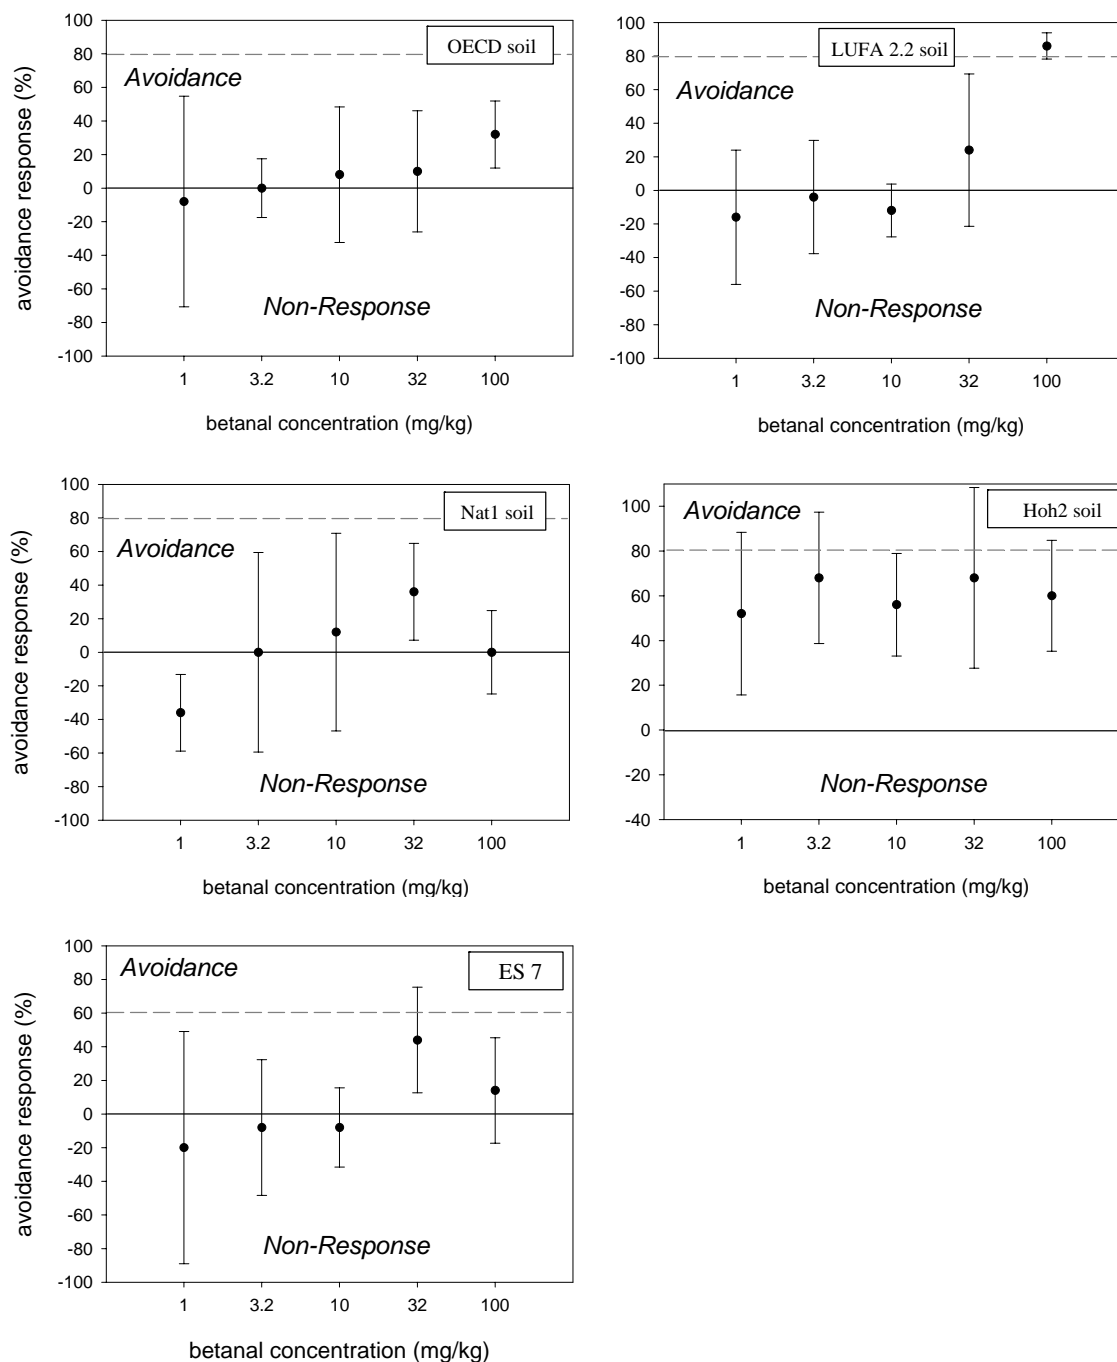 avoidance response (%)
100
80
60
40
20
0
-20
-40
-60
-80
-100
OECD soil
Avoidance
Non-Response
1 3.2 10 32 100
betanal concentration (mg/kg)
100
80
60
40
20
0
-20
-40
-60
-80
-100
LUFA 2.2 soil
Avoidance
Non-Response
1 3.2 10 32 100
betanal concentration (mg/kg)
avoidance response (%)
100
80
60
40
20
0
-20
-40
-60
-80
-100
Nat1 soil
Avoidance
Non-Response
1 3.2 10 32 100
betanal concentration (mg/kg)
100
80
60
40
20
0
-20
-40
Avoidance
Hoh2 soil
Non-Response
1 3.2 10 32 100
betanal concentration (mg/kg)
avoidance response (%)
100
80
60
40
20
0
-20
-40
-60
-80
-100
Avoidance
ES 7
Non-Response
1 3.2 10 32 100
betanal concentration (mg/kg)